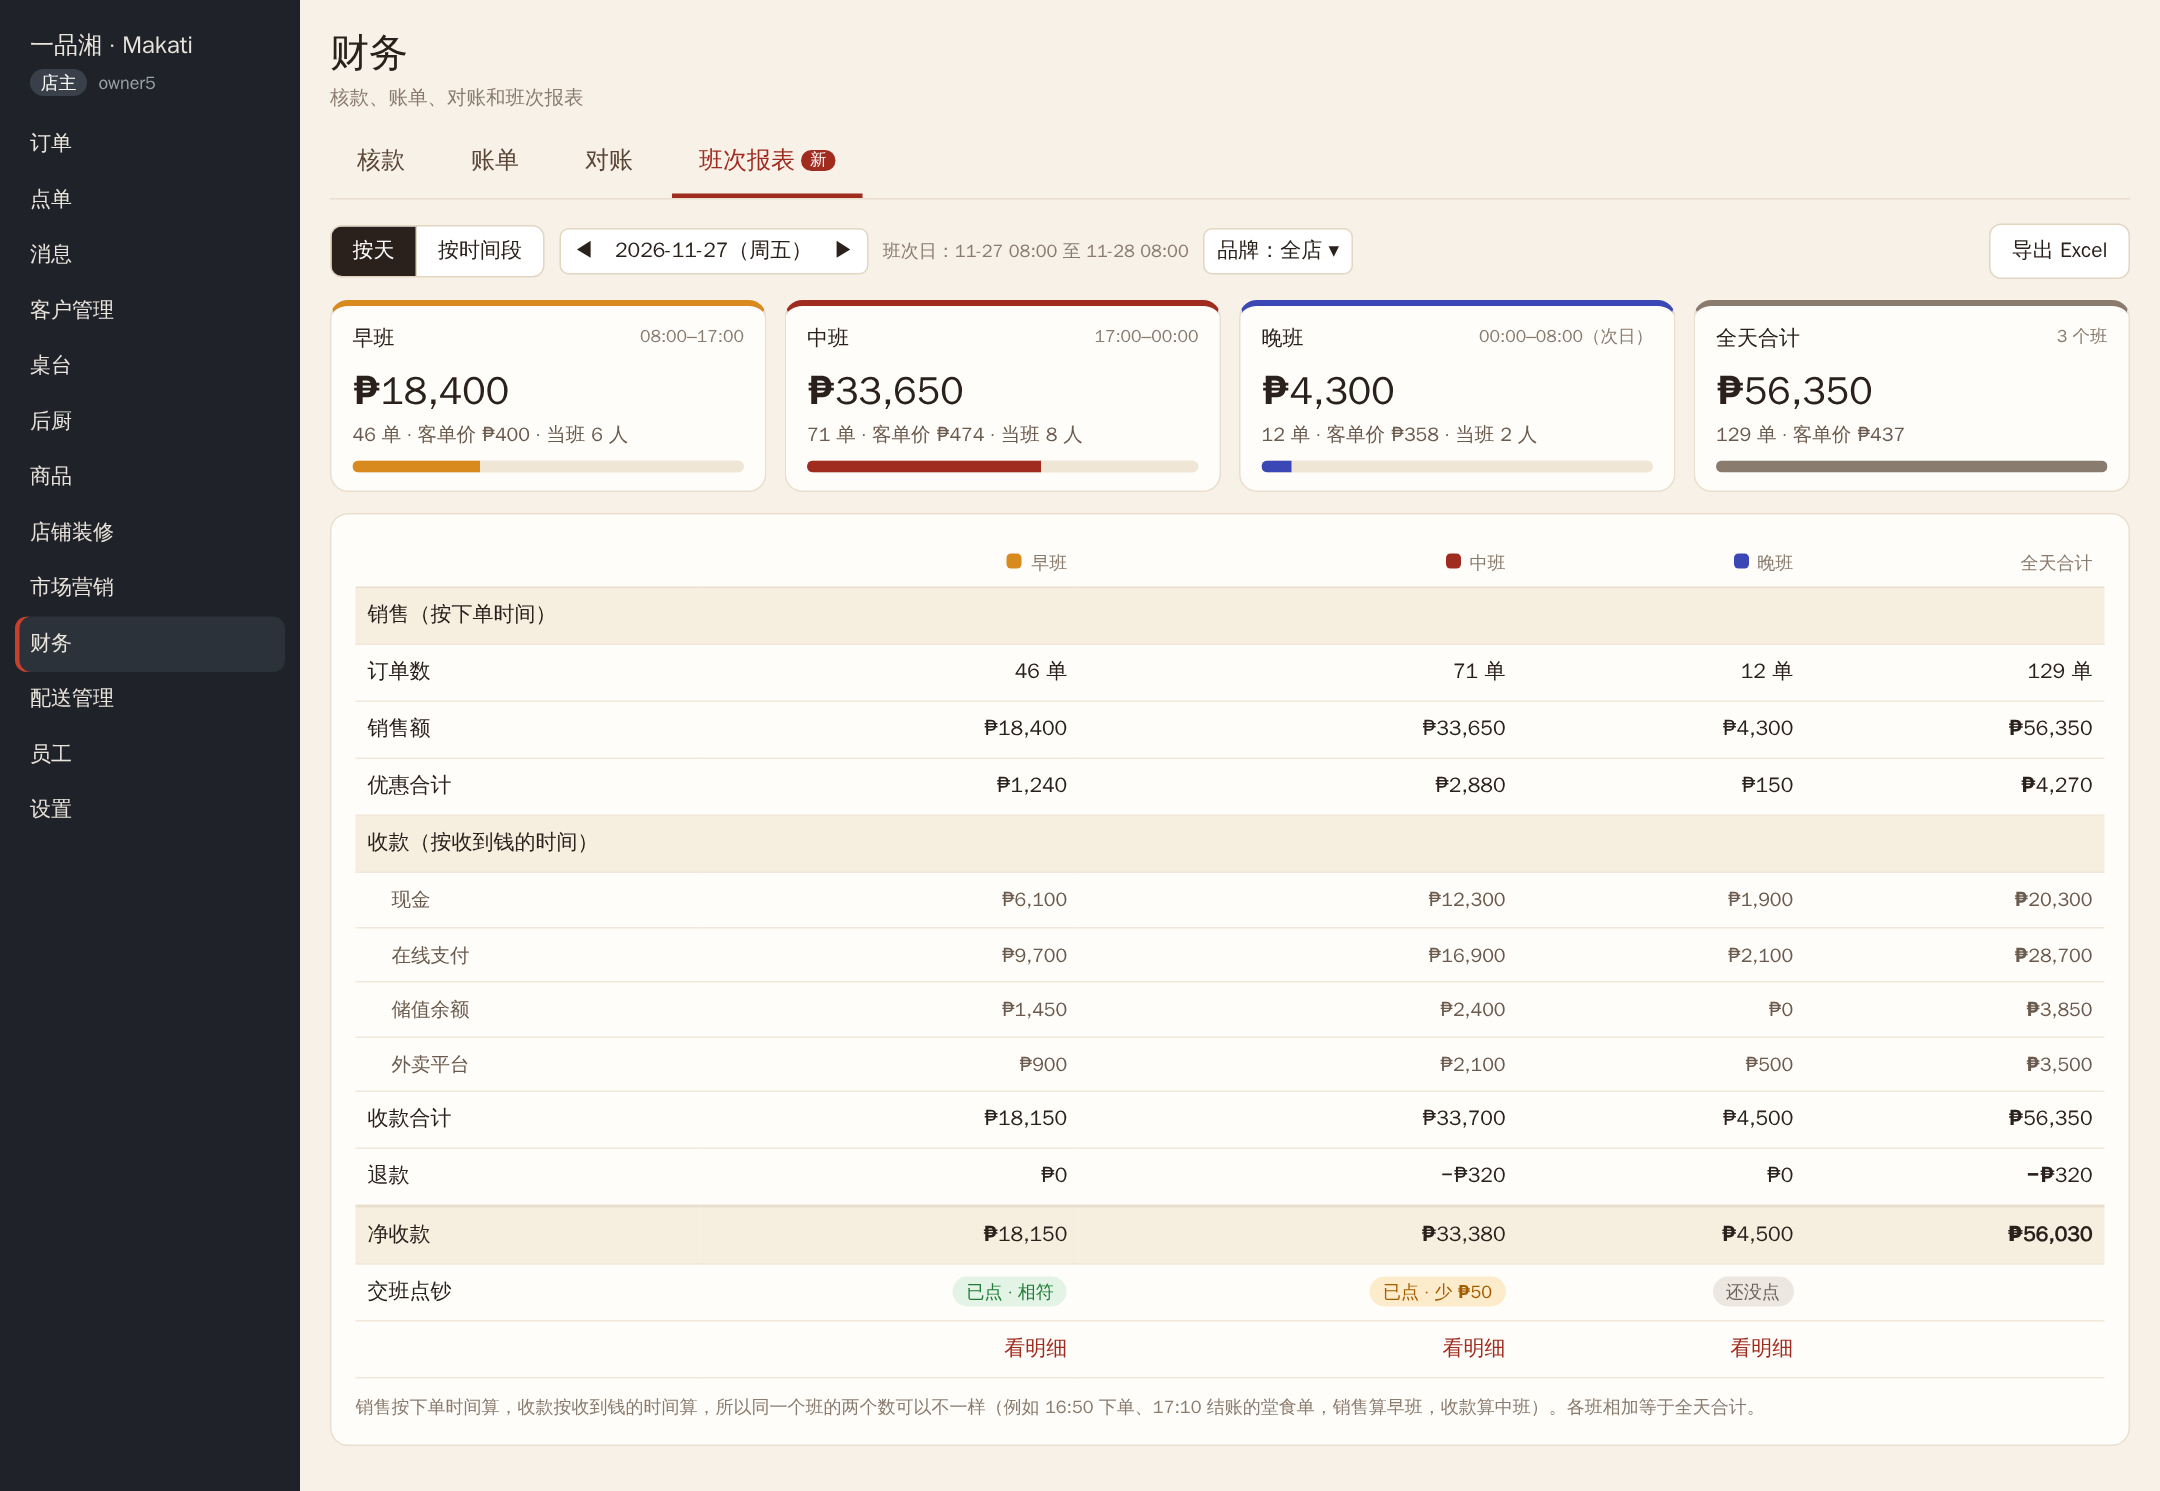 一品湘 · Makati
店主 owner5
订单
点单
消息
客户管理
桌台
后厨
商品
店铺装修
市场营销
财务
配送管理
员工
设置
财务
核款、账单、对账和班次报表
核款 账单 对账 班次报表 新
按天 按时间段 ◀ 2026-11-27（周五） ▶ 班次日：11-27 08:00 至 11-28 08:00 品牌：全店 ▾ 导出 Excel
早班 08:00–17:00
₱18,400
46 单 · 客单价 ₱400 · 当班 6 人
中班 17:00–00:00
₱33,650
71 单 · 客单价 ₱474 · 当班 8 人
晚班 00:00–08:00（次日）
₱4,300
12 单 · 客单价 ₱358 · 当班 2 人
全天合计 3 个班
₱56,350
129 单 · 客单价 ₱437
早班 中班 晚班 全天合计
销售（按下单时间）
订单数 46 单 71 单 12 单 129 单
销售额 ₱18,400 ₱33,650 ₱4,300 ₱56,350
优惠合计 ₱1,240 ₱2,880 ₱150 ₱4,270
收款（按收到钱的时间）
现金 ₱6,100 ₱12,300 ₱1,900 ₱20,300
在线支付 ₱9,700 ₱16,900 ₱2,100 ₱28,700
储值余额 ₱1,450 ₱2,400 ₱0 ₱3,850
外卖平台 ₱900 ₱2,100 ₱500 ₱3,500
收款合计 ₱18,150 ₱33,700 ₱4,500 ₱56,350
退款 ₱0 −₱320 ₱0 −₱320
净收款 ₱18,150 ₱33,380 ₱4,500 ₱56,030
交班点钞 已点 · 相符 已点 · 少 ₱50 还没点
看明细 看明细 看明细
销售按下单时间算，收款按收到钱的时间算，所以同一个班的两个数可以不一样（例如 16:50 下单、17:10 结账的堂食单，销售算早班，收款算中班）。各班相加等于全天合计。